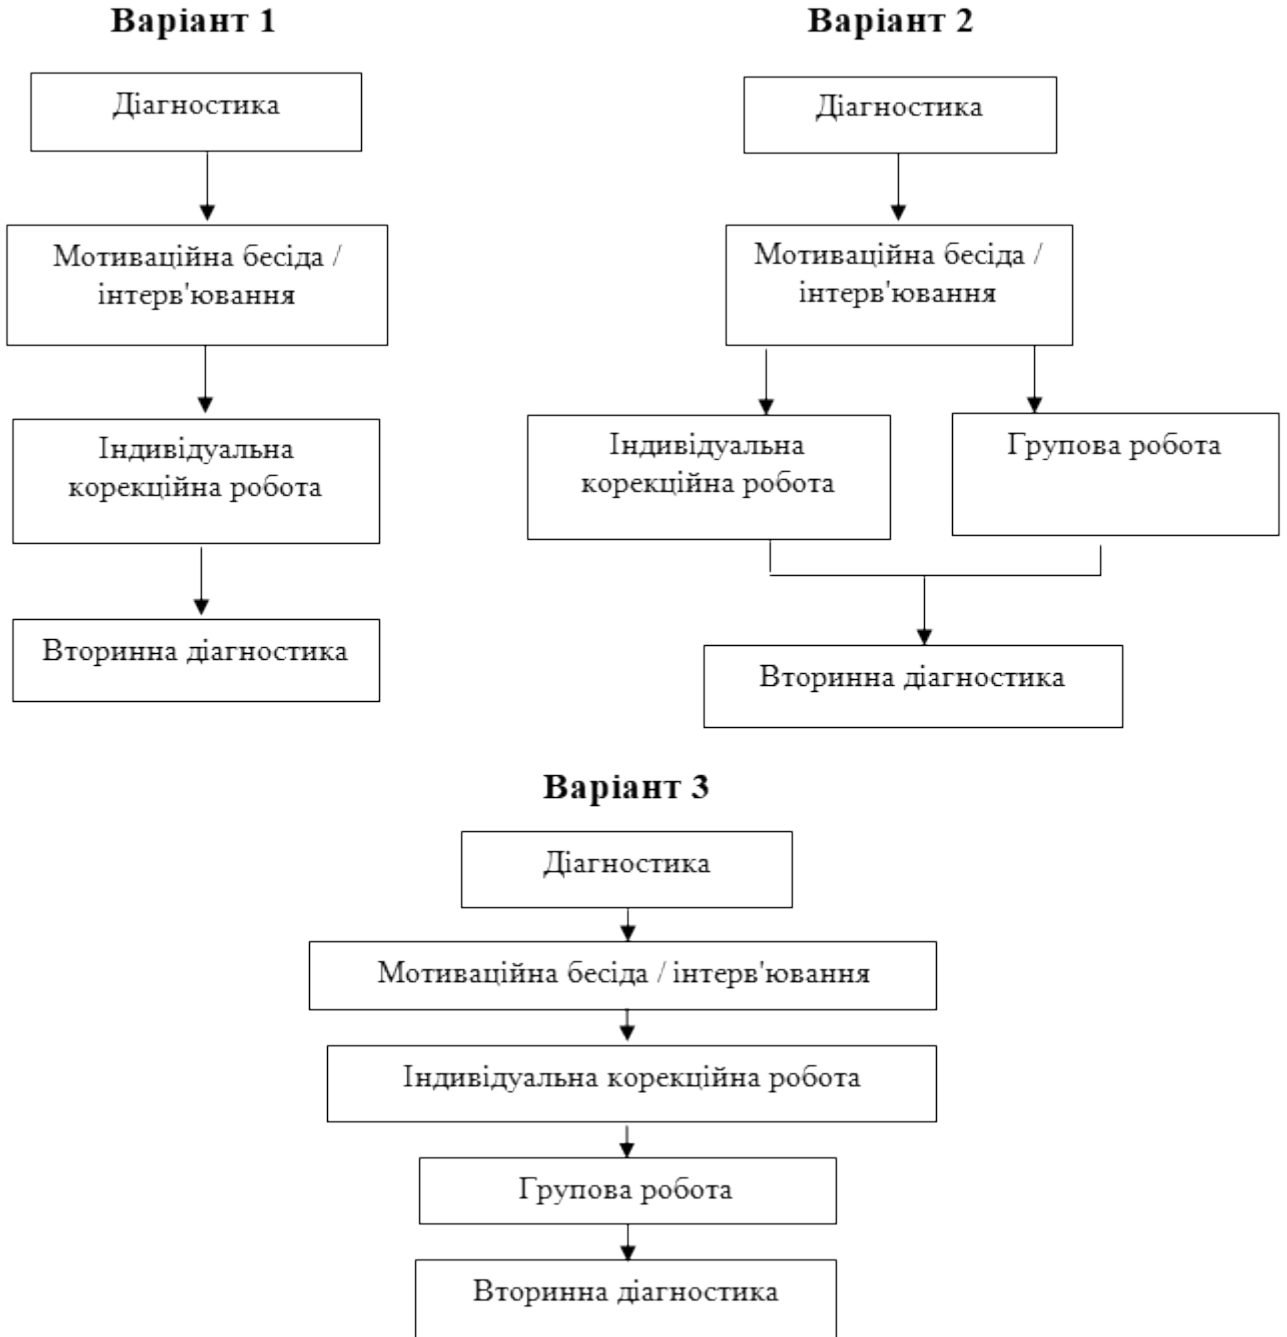 Варіант 1
Діагностика
Мотиваційна бесіда /
інтерв'ювання
Індивідуальна
корекційна робота
Вторинна діагностика
Варіант 2
Діагностика
Мотиваційна бесіда /
інтерв'ювання
Індивідуальна
корекційна робота
Групова робота
Вторинна діагностика
Варіант 3
Діагностика
Мотиваційна бесіда / інтерв'ювання
Індивідуальна корекційна робота
Групова робота
Вторинна діагностика